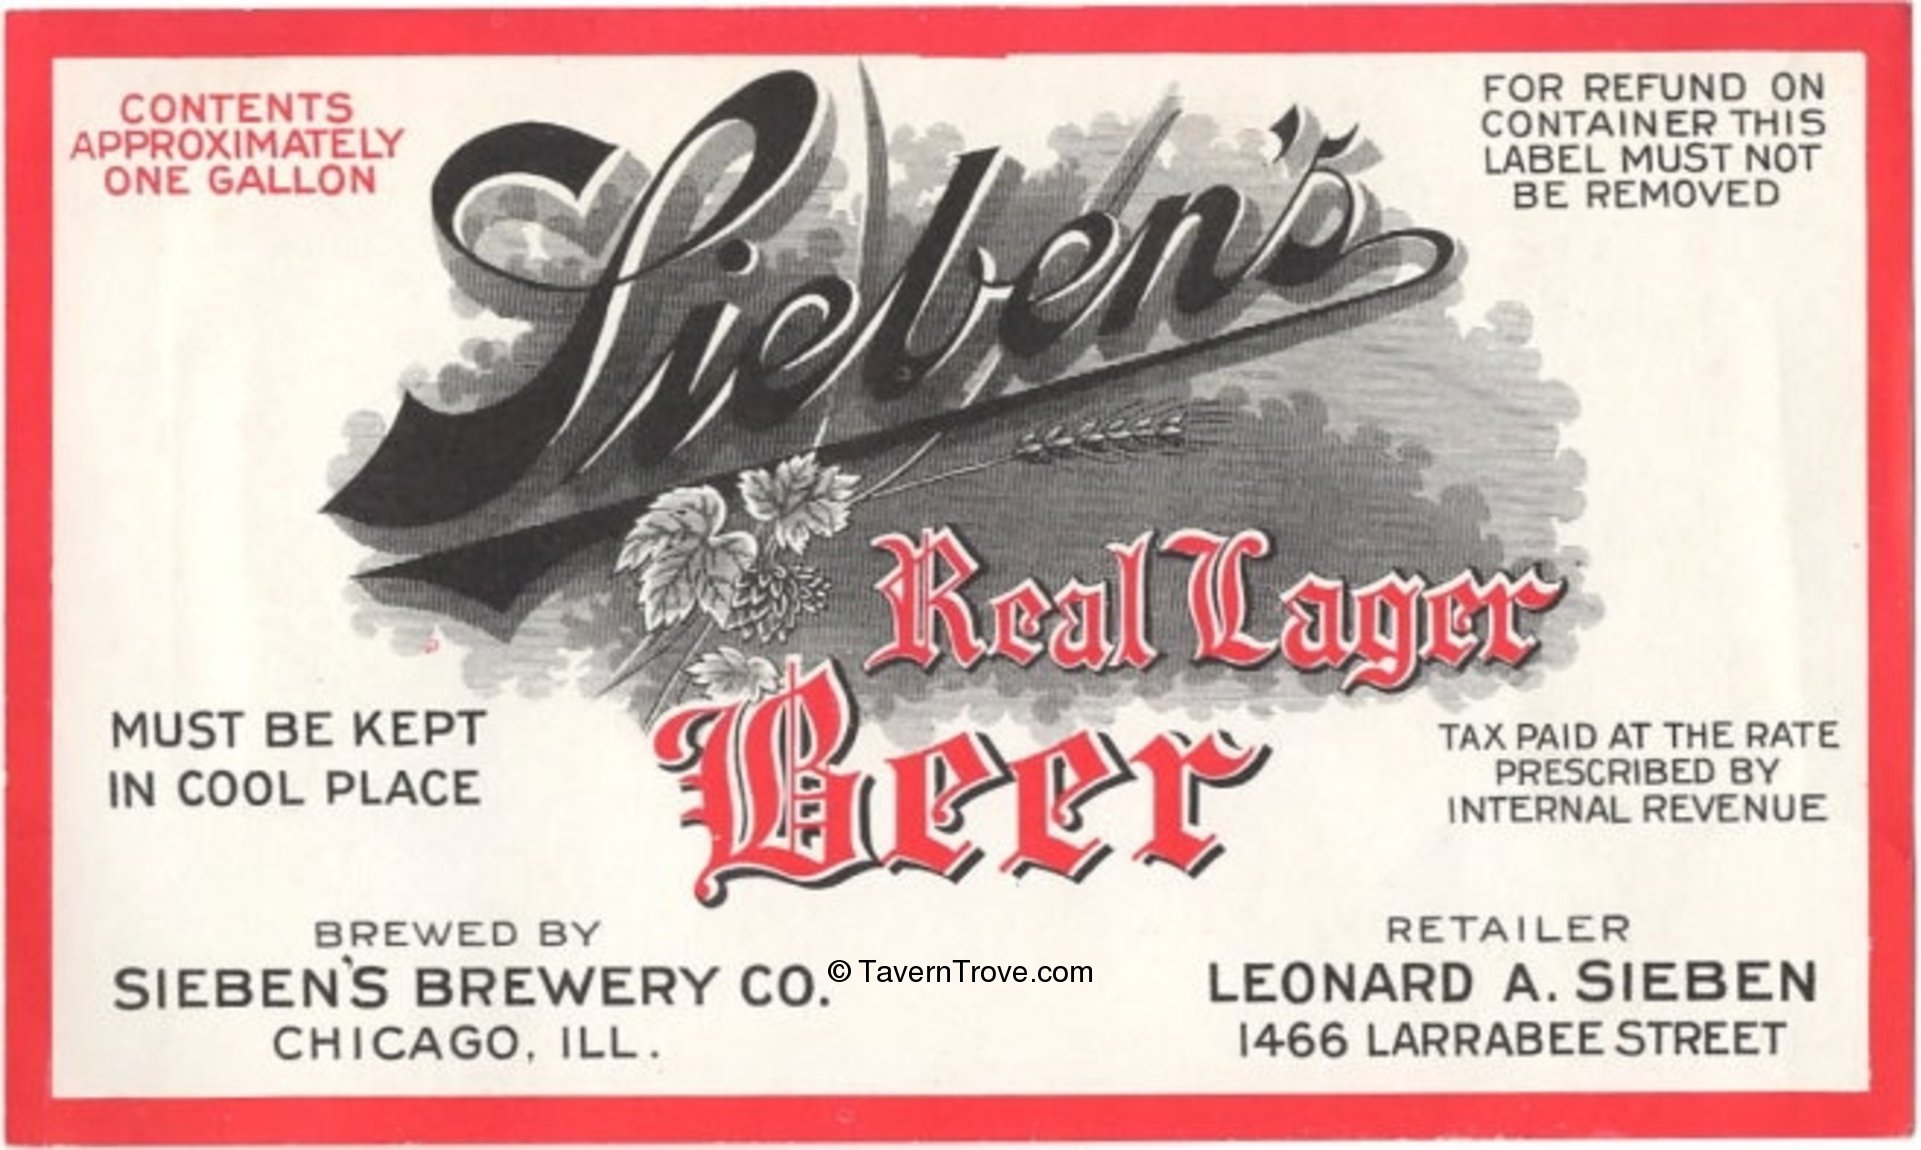 CONTENTS
APPROXIMATELY
ONE GALLON
FOR REFUND ON
CONTAINER THIS
LABEL MUST NOT
BE REMOVED
Sieben's
Real Lager
Beer
MUST BE KEPT
IN COOL PLACE
TAX PAID AT THE RATE
PRESCRIBED BY
INTERNAL REVENUE
BREWED BY
SIEBEN'S BREWERY CO.
CHICAGO, ILL.
© TavernTrove.com
RETAILER
LEONARD A. SIEBEN
1466 LARRABEE STREET